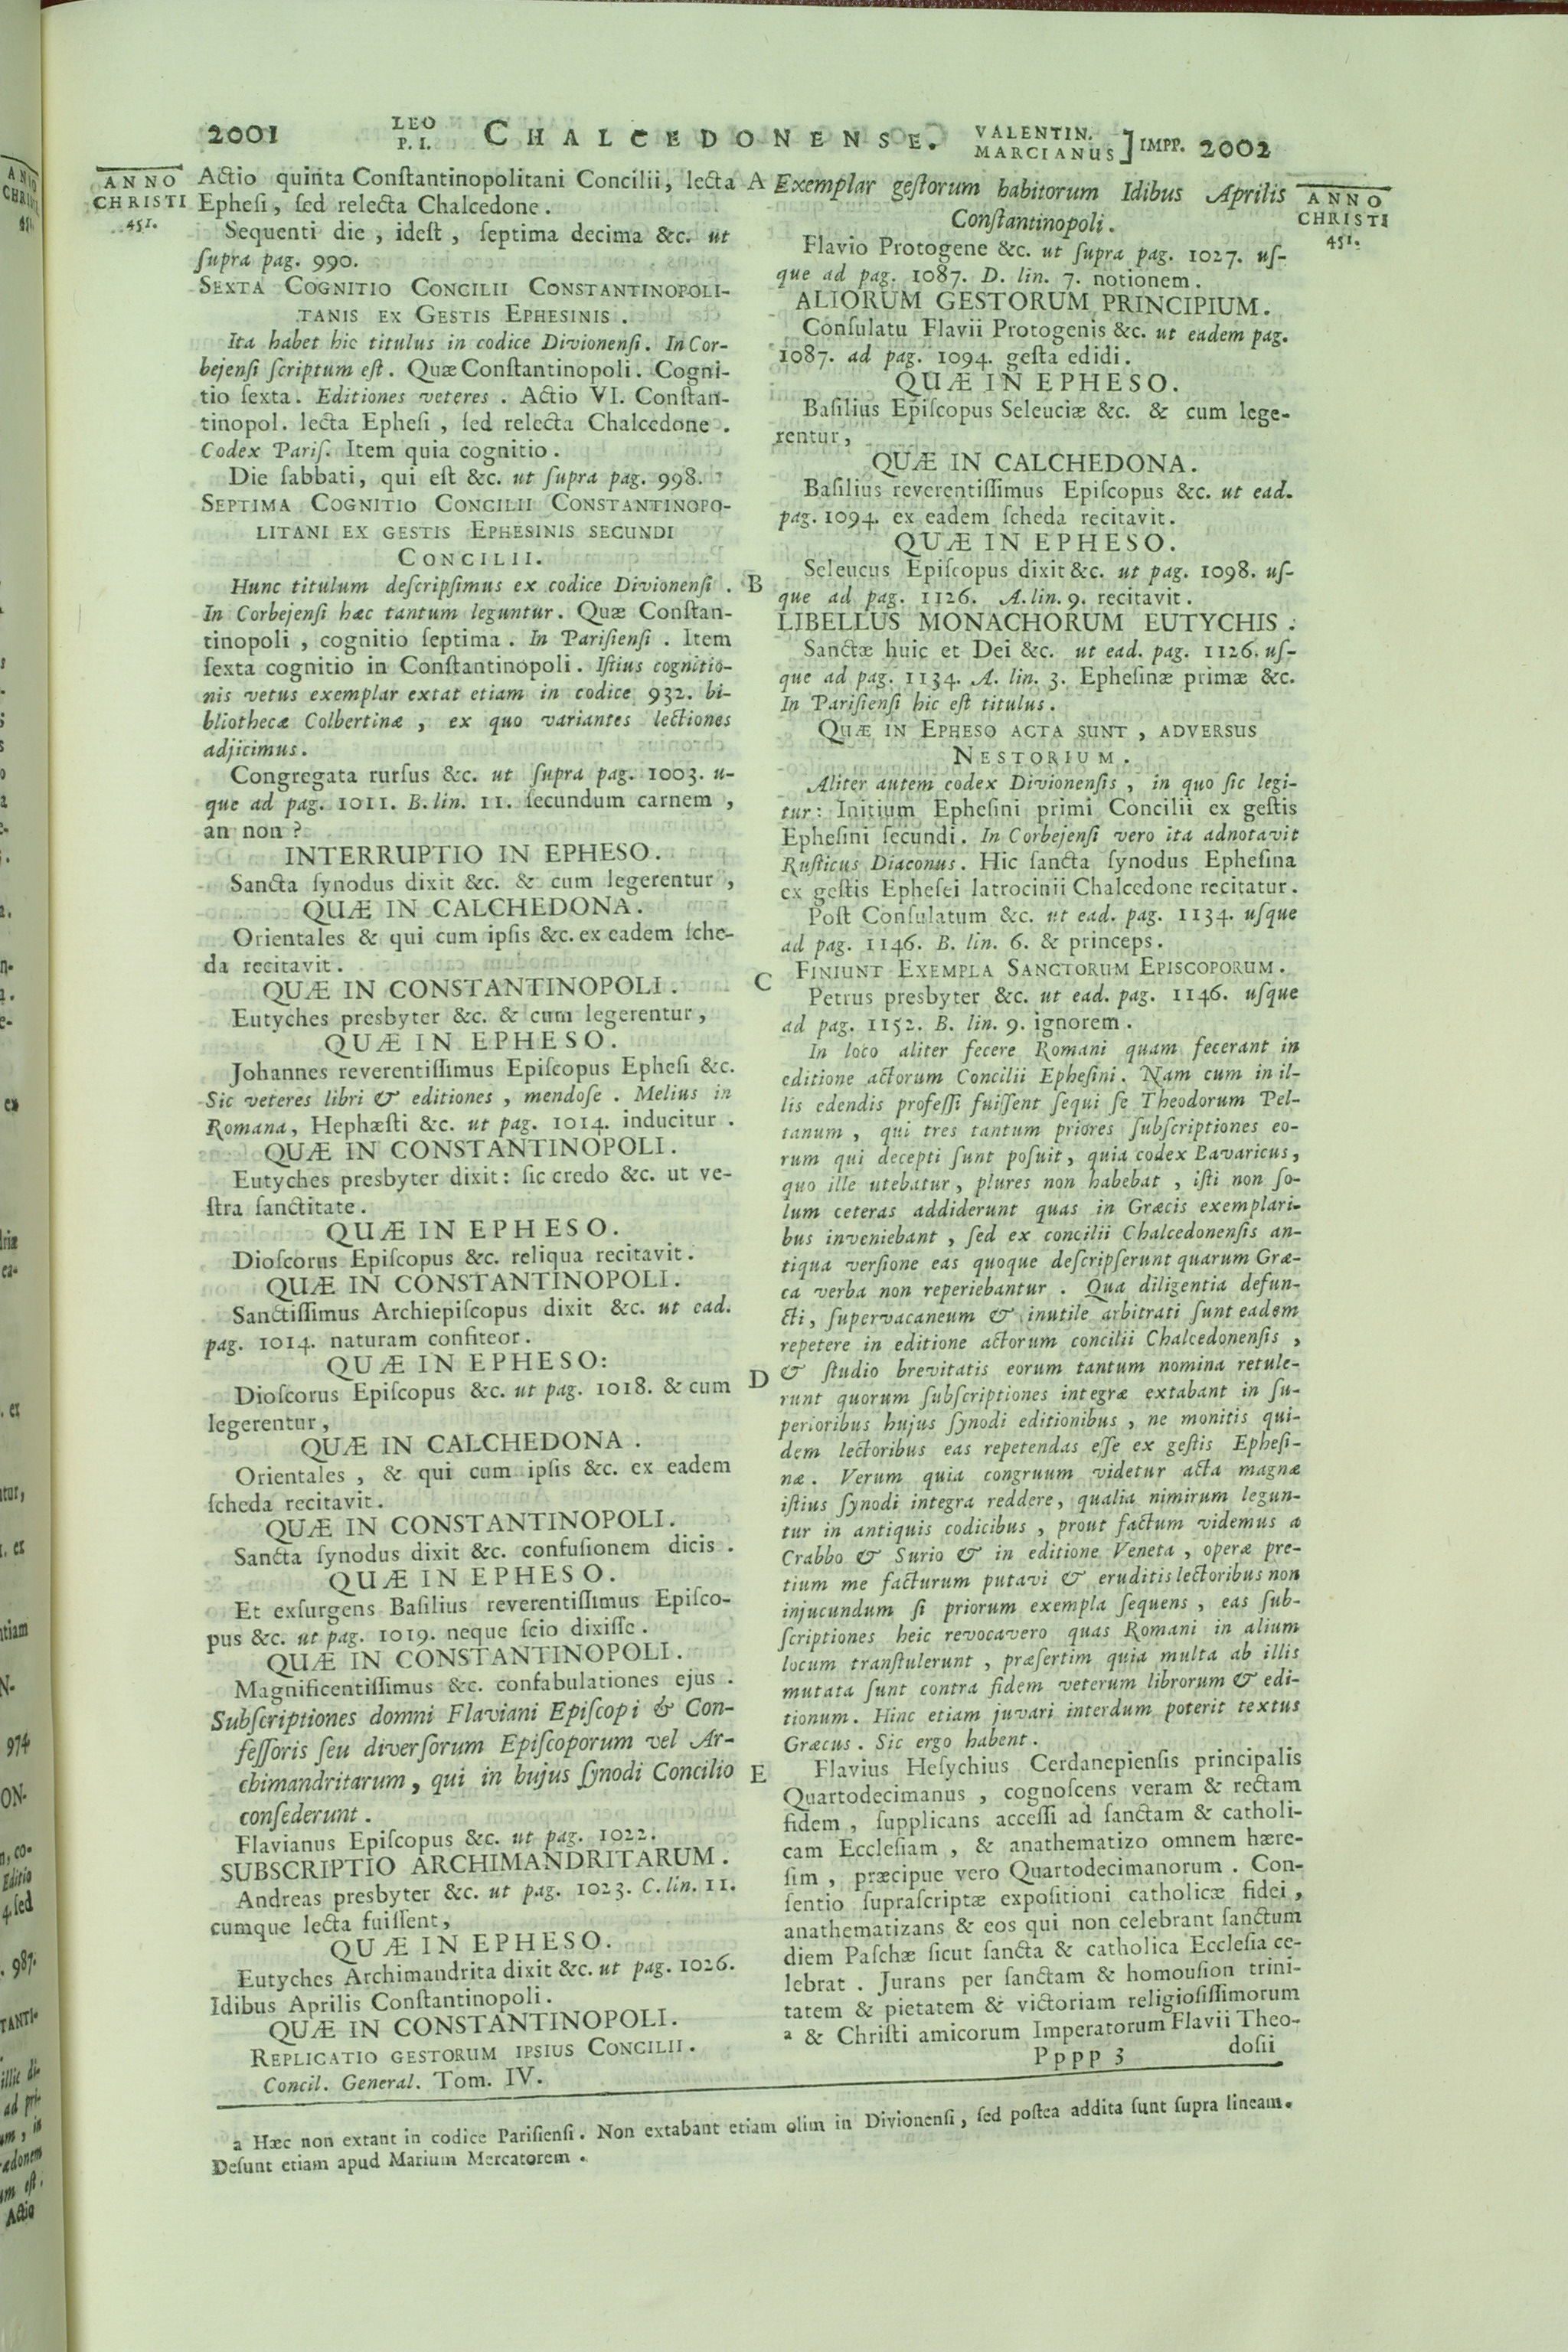 2001
LEO
P. I.
CHALCEDONENSE.
VALENTIN.
MARCIANUS ] IMPP.
2002
ANNO
CHRISTI
451.
Actio quinta Conſtantinopolitani Concilii, lecta
Epheſi, ſed relecta Chalcedone.
Sequenti die, ideſt, ſeptima decima &c. ut
ſupra pag. 990.
SEXTA COGNITIO CONCILII CONSTANTINOPOLI-
TANIS EX GESTIS EPHESINIS.
Ita habet hic titulus in codice Divionenſi. In Cor-
bejenſi ſcriptum eſt. Quæ Conſtantinopoli. Cogni-
tio ſexta. Editiones veteres. Actio VI. Conſtan-
tinopol. lecta Epheſi, ſed relecta Chalcedone.
Codex Pariſ. Item quia cognitio.
Die ſabbati, qui eſt &c. ut ſupra pag. 998.
SEPTIMA COGNITIO CONCILII CONSTANTINOPO-
LITANI EX GESTIS EPHESINIS SECUNDI
CONCILII.
Hunc titulum deſcripſimus ex codice Divionenſi.
In Corbejenſi hæc tantum leguntur. Quæ Conſtan-
tinopoli, cognitio ſeptima. In Pariſienſi. Item
ſexta cognitio in Conſtantinopoli. Iſtius cognitio-
nis vetus exemplar extat etiam in codice 932. bi-
bliothecæ Colbertinæ, ex quo variantes lectiones
adjicimus.
Congregata rurſus &c. ut ſupra pag. 1003. u-
que ad pag. 1011. B. lin. 11. ſecundum carnem,
an non?
INTERRUPTIO IN EPHESO.
Sancta ſynodus dixit &c. & cum legerentur,
QUÆ IN CALCHEDONA.
Orientales & qui cum ipſis &c. ex eadem ſche-
da recitavit.
QUÆ IN CONSTANTINOPOLI.
Eutyches presbyter &c. & cum legerentur,
QUÆ IN EPHESO.
Johannes reverentiſſimus Epiſcopus Epheſi &c.
Sic veteres libri & editiones, mendoſe. Melius in
Romana, Hephæſti &c. ut pag. 1014. inducitur.
QUÆ IN CONSTANTINOPOLI.
Eutyches presbyter dixit: ſic credo &c. ut ve-
ſtra ſanctitate.
QUÆ IN EPHESO.
Dioſcorus Epiſcopus &c. reliqua recitavit.
QUÆ IN CONSTANTINOPOLI.
Sanctiſſimus Archiepiſcopus dixit &c. ut ead.
pag. 1014. naturam confiteor.
QUÆ IN EPHESO:
Dioſcorus Epiſcopus &c. ut pag. 1018. & cum
legerentur,
QUÆ IN CALCHEDONA.
Orientales, & qui cum ipſis &c. ex eadem
ſcheda recitavit.
QUÆ IN CONSTANTINOPOLI.
Sancta ſynodus dixit &c. confuſionem dicis.
QUÆ IN EPHESO.
Et exſurgens Baſilius reverentiſſimus Epiſco-
pus &c. ut pag. 1019. neque ſcio dixiſſe.
QUÆ IN CONSTANTINOPOLI.
Magnificentiſſimus &c. confabulationes ejus.
Subſcriptiones domni Flaviani Epiſcopi & Con-
feſſoris ſeu diverſorum Epiſcoporum vel Ar-
chimandritarum, qui in hujus ſynodi Concilio
conſederunt.
Flavianus Epiſcopus &c. ut pag. 1022.
SUBSCRIPTIO ARCHIMANDRITARUM.
Andreas presbyter &c. ut pag. 1023. C. lin. 11.
cumque lecta fuiſſent,
QUÆ IN EPHESO.
Eutyches Archimandrita dixit &c. ut pag. 1026.
Idibus Aprilis Conſtantinopoli.
QUÆ IN CONSTANTINOPOLI.
REPLICATIO GESTORUM IPSIUS CONCILII.
Concil. General. Tom. IV.
A
B
C
D
E
Exemplar geſtorum habitorum Idibus Aprilis
Conſtantinopoli.
ANNO
CHRISTI
451.
Flavio Protogene &c. ut ſupra pag. 1027. uſ-
que ad pag. 1087. D. lin. 7. notionem.
ALIORUM GESTORUM PRINCIPIUM.
Conſulatu Flavii Protogenis &c. ut eadem pag.
1087. ad pag. 1094. geſta edidi.
QUÆ IN EPHESO.
Baſilius Epiſcopus Seleuciæ &c. & cum lege-
rentur,
QUÆ IN CALCHEDONA.
Baſilius reverentiſſimus Epiſcopus &c. ut ead.
pag. 1094. ex eadem ſcheda recitavit.
QUÆ IN EPHESO.
Seleucus Epiſcopus dixit &c. ut pag. 1098. uſ-
que ad pag. 1126. A. lin. 9. recitavit.
LIBELLUS MONACHORUM EUTYCHIS.
Sanctæ huic et Dei &c. ut ead. pag. 1126. uſ-
que ad pag. 1134. A. lin. 3. Epheſinæ primæ &c.
In Pariſienſi hic eſt titulus.
QUÆ IN EPHESO ACTA SUNT, ADVERSUS
NESTORIUM.
Aliter autem codex Divionenſis, in quo ſic legi-
tur: Initium Epheſini primi Concilii ex geſtis
Epheſini ſecundi. In Corbejenſi vero ita adnotavit
Ruſticus Diaconus. Hic ſancta ſynodus Epheſina
ex geſtis Epheſei latrocinii Chalcedone recitatur.
Poſt Conſulatum &c. ut ead. pag. 1134. uſque
ad pag. 1146. B. lin. 6. & princeps.
FINIUNT EXEMPLA SANCTORUM EPISCOPORUM.
Petrus presbyter &c. ut ead. pag. 1146. uſque
ad pag. 1152. B. lin. 9. ignorem.
In loco aliter fecere Romani quam fecerant in
editione actorum Concilii Epheſini. Nam cum in il-
lis edendis profeſſi fuiſſent ſequi ſe Theodorum Pel-
tanum, qui tres tantum priores ſubſcriptiones eo-
rum qui decepti ſunt poſuit, quia codex Bavaricus,
quo ille utebatur, plures non habebat, iſti non ſo-
lum ceteras addiderunt quas in Græcis exemplari-
bus inveniebant, ſed ex concilii Chalcedonenſis an-
tiqua verſione eas quoque deſcripſerunt quarum Græ-
ca verba non reperiebantur. Qua diligentia defun-
cti, ſupervacaneum & inutile arbitrati ſunt eadem
repetere in editione actorum concilii Chalcedonenſis,
& ſtudio brevitatis eorum tantum nomina retule-
runt quorum ſubſcriptiones integræ extabant in ſu-
perioribus hujus ſynodi editionibus, ne monitis qui-
dem lectoribus eas repetendas eſſe ex geſtis Epheſi-
næ. Verum quia congruum videtur acta magnæ
iſtius ſynodi integra reddere, qualia nimirum legun-
tur in antiquis codicibus, prout factum videmus a
Crabbo & Surio & in editione Veneta, operæ pre-
tium me facturum putavi & eruditis lectoribus non
injucundum ſi priorum exempla ſequens, eas ſub-
ſcriptiones heic revocavero quas Romani in alium
locum tranſtulerunt, præſertim quia multa ab illis
mutata ſunt contra fidem veterum librorum & edi-
tionum. Hinc etiam juvari interdum poterit textus
Græcus. Sic ergo habent.
Flavius Heſychius Cerdanepienſis principalis
Quartodecimanus, cognoſcens veram & rectam
fidem, ſupplicans acceſſi ad ſanctam & catholi-
cam Eccleſiam, & anathematizo omnem hære-
ſim, præcipue vero Quartodecimanorum. Con-
ſentio ſupraſcriptæ expoſitioni catholicæ fidei,
anathematizans & eos qui non celebrant ſanctum
diem Paſchæ ſicut ſancta & catholica Eccleſia ce-
lebrat. Jurans per ſanctam & homouſion trini-
tatem & pietatem & victoriam religioſiſſimorum
a & Chriſti amicorum Imperatorum Flavii Theo-
Pppp 3
doſii
a Hæc non extant in codice Pariſienſi. Non extabant etiam olim in Divionenſi, ſed poſtea addita ſunt ſupra lineam.
Deſunt etiam apud Marium Mercatorem.